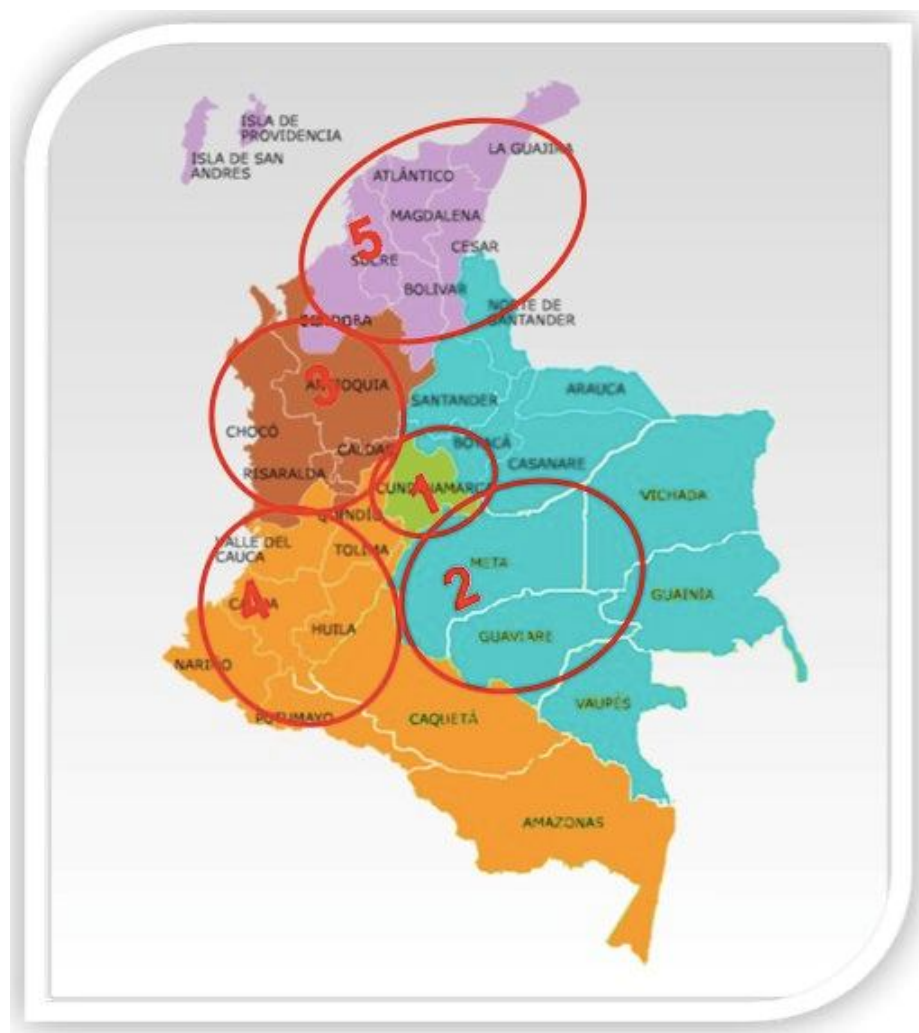 ISLA DE
PROVIDENCIA
ISLA DE SAN
ANDRES
LA GUAJIRA
ATLÁNTICO
MAGDALENA
5
CESAR
SUCRE
BOLIVAR
NORTE DE
SANTANDER
CÓRDOBA
3
ANTIOQUIA
ARAUCA
SANTANDER
CHOCÓ
BOYACÁ
CALDAS
CASANARE
RISARALDA
1
CUNDINAMARCA
VICHADA
QUINDÍO
VALLE DEL
CAUCA
TOLIMA
META
2
4
CAUCA
GUAINÍA
HUILA
GUAVIARE
NARIÑO
VAUPÉS
PUTUMAYO
CAQUETÁ
AMAZONAS